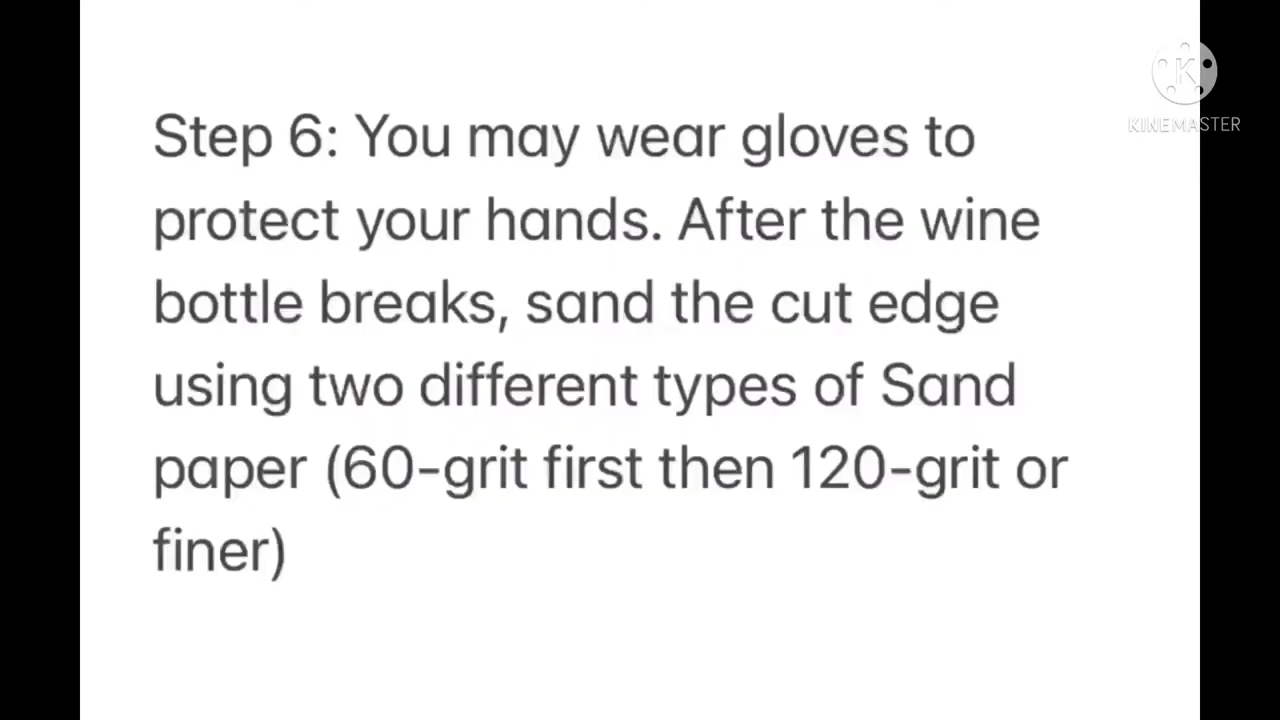 K
KINEMASTER
Step 6: You may wear gloves to
protect your hands. After the wine
bottle breaks, sand the cut edge
using two different types of Sand
paper (60-grit first then 120-grit or
finer)